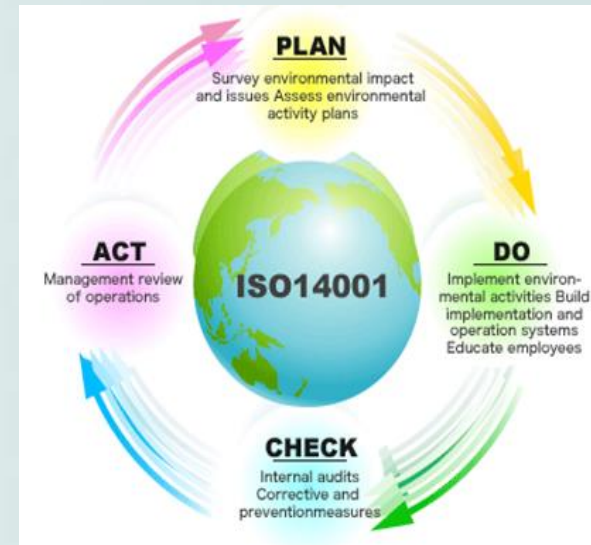 PLAN
Survey environmental impact
and issues Assess environmental
activity plans
ACT
Management review
of operations
ISO14001
DO
Implement environ-
mental activities Build
implementation and
operation systems
Educate employees
CHECK
Internal audits
Corrective and
preventionmeasures